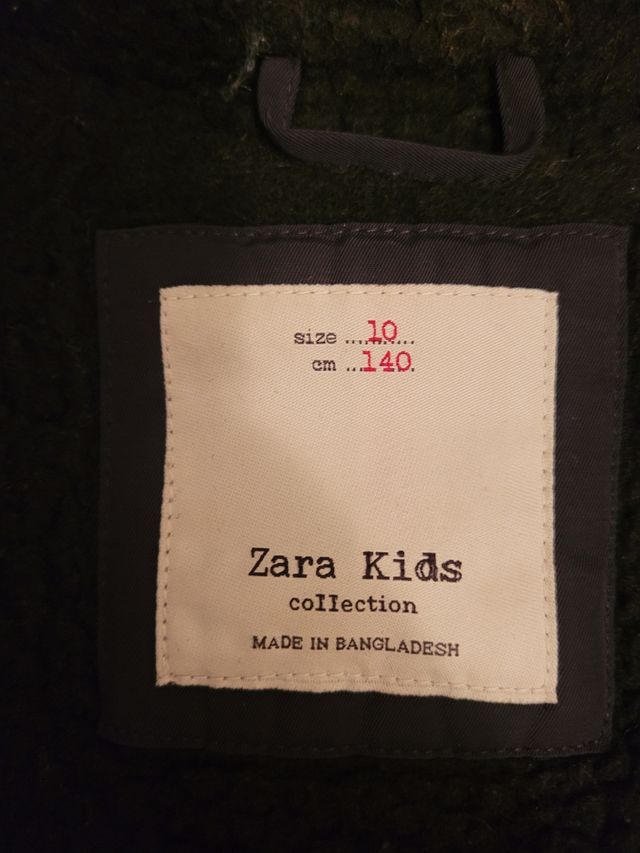 size ...10...
cm ...140.
Zara Kids
collection
MADE IN BANGLADESH